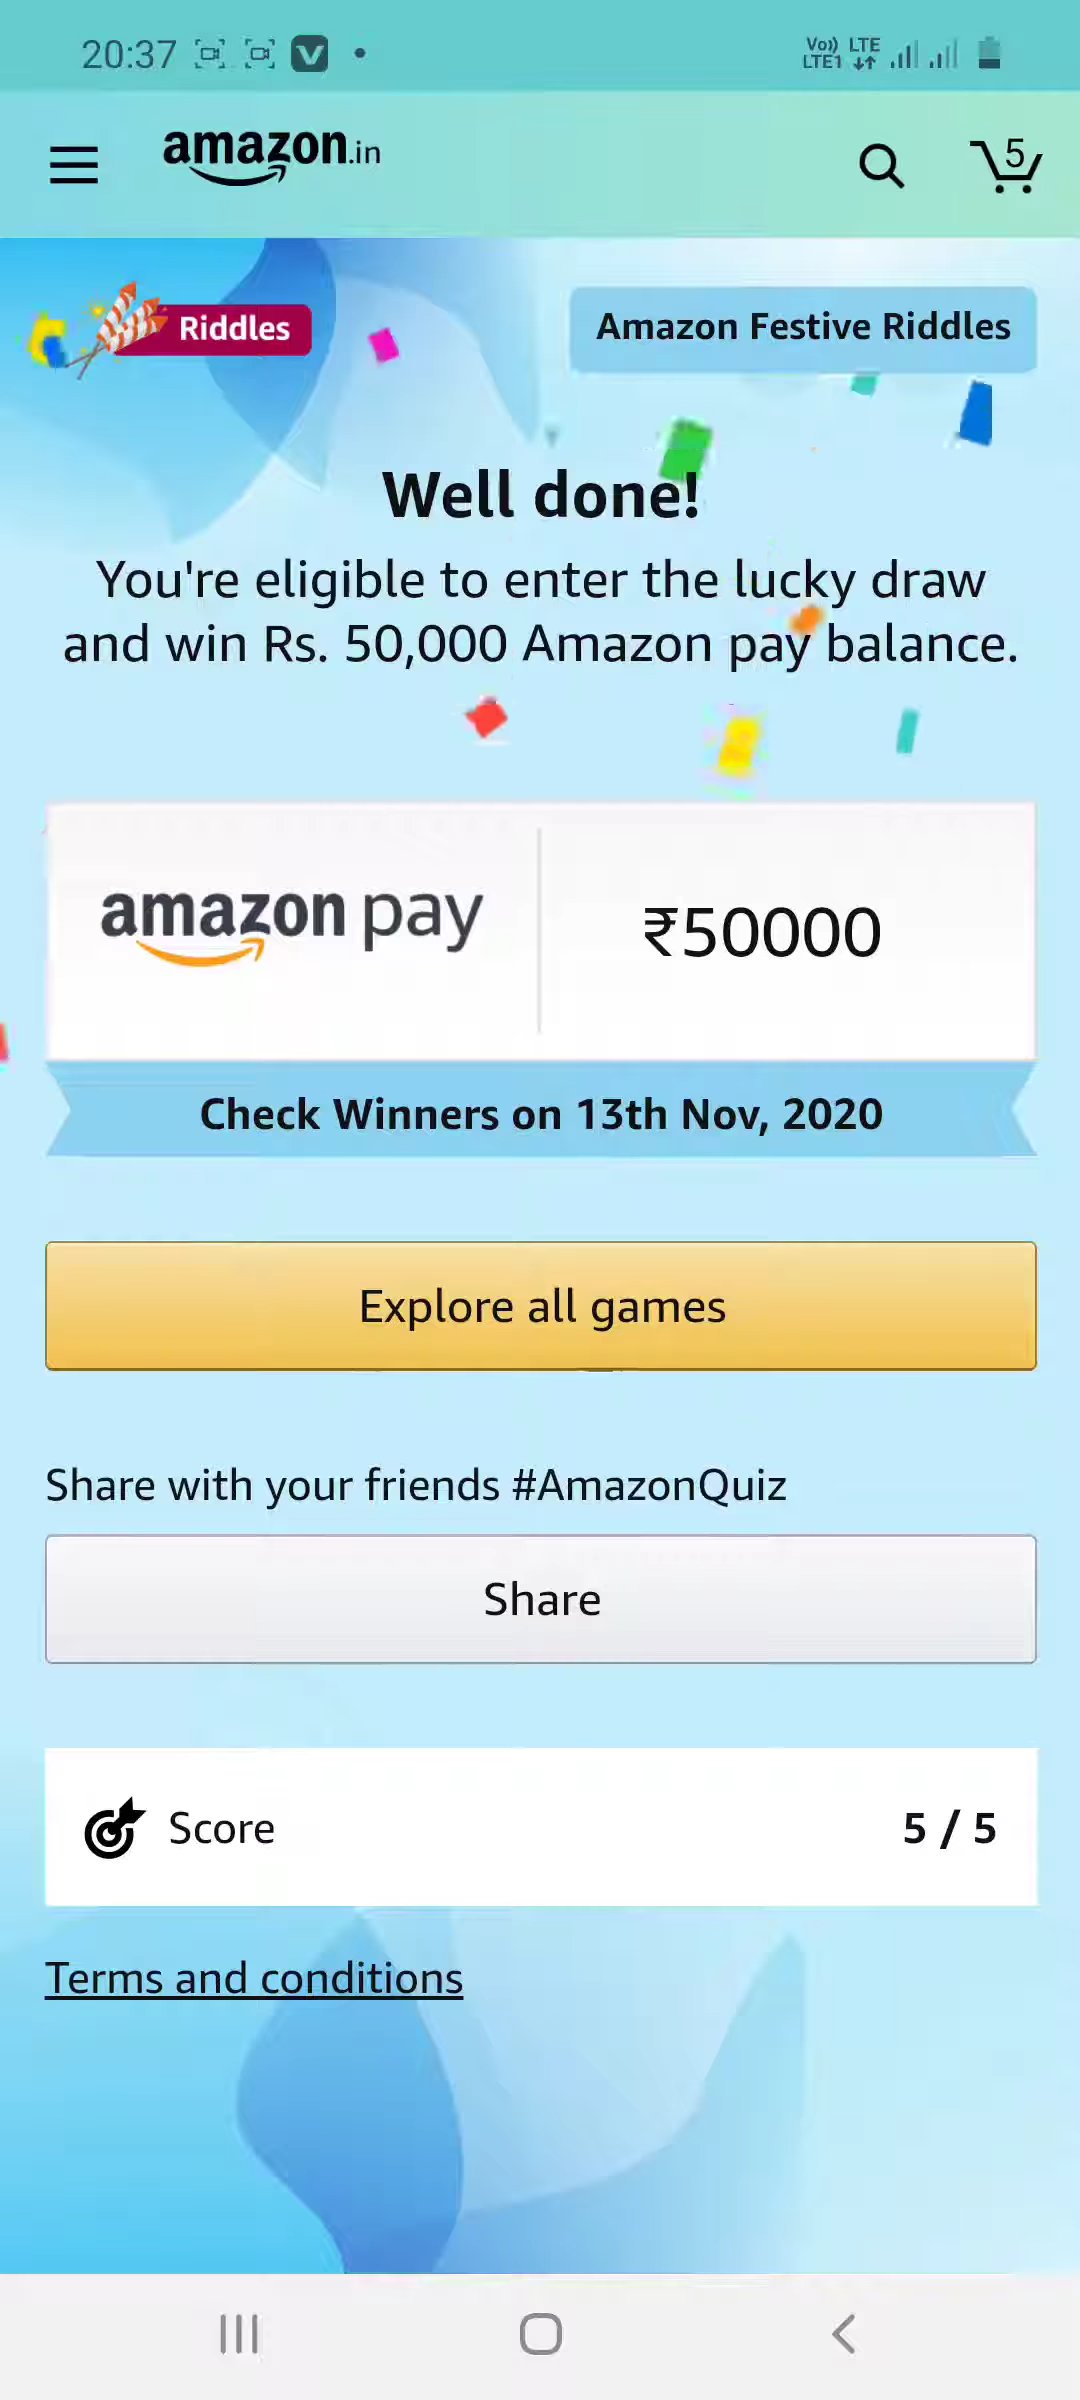 20:37
Vo)) LTE
LTE1
amazon.in
5
Riddles
Amazon Festive Riddles
Well done!
You're eligible to enter the lucky draw
and win Rs. 50,000 Amazon pay balance.
amazon pay
₹50000
Check Winners on 13th Nov, 2020
Explore all games
Share with your friends #AmazonQuiz
Share
Score
5 / 5
Terms and conditions